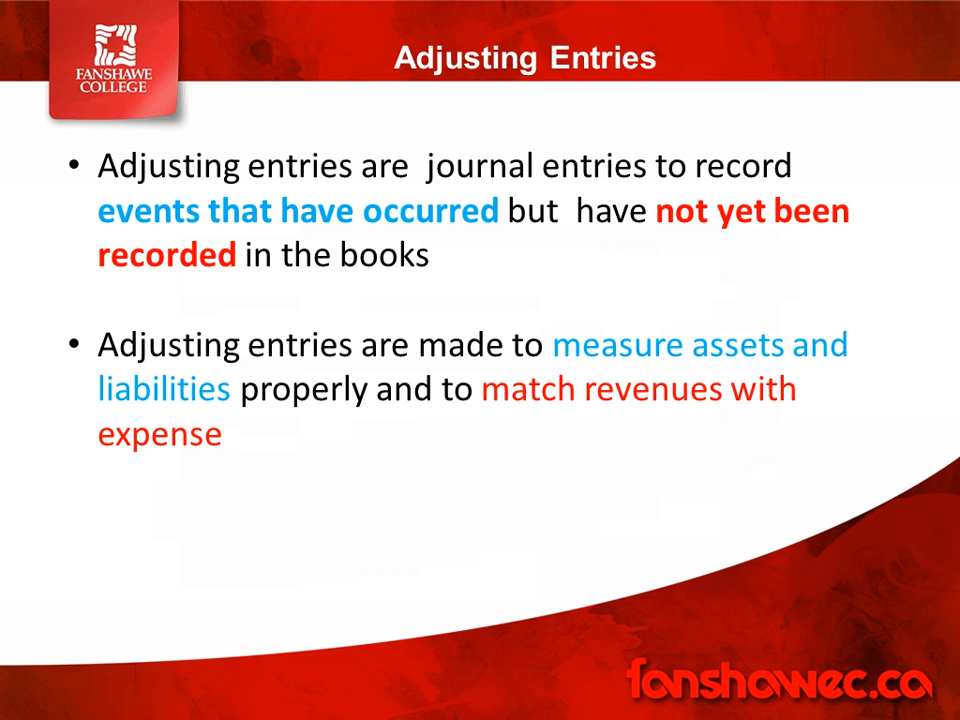 FANSHAWE
COLLEGE
Adjusting Entries
• Adjusting entries are  journal entries to record
events that have occurred but  have not yet been
recorded in the books
• Adjusting entries are made to measure assets and
liabilities properly and to match revenues with
expense
fanshawec.ca